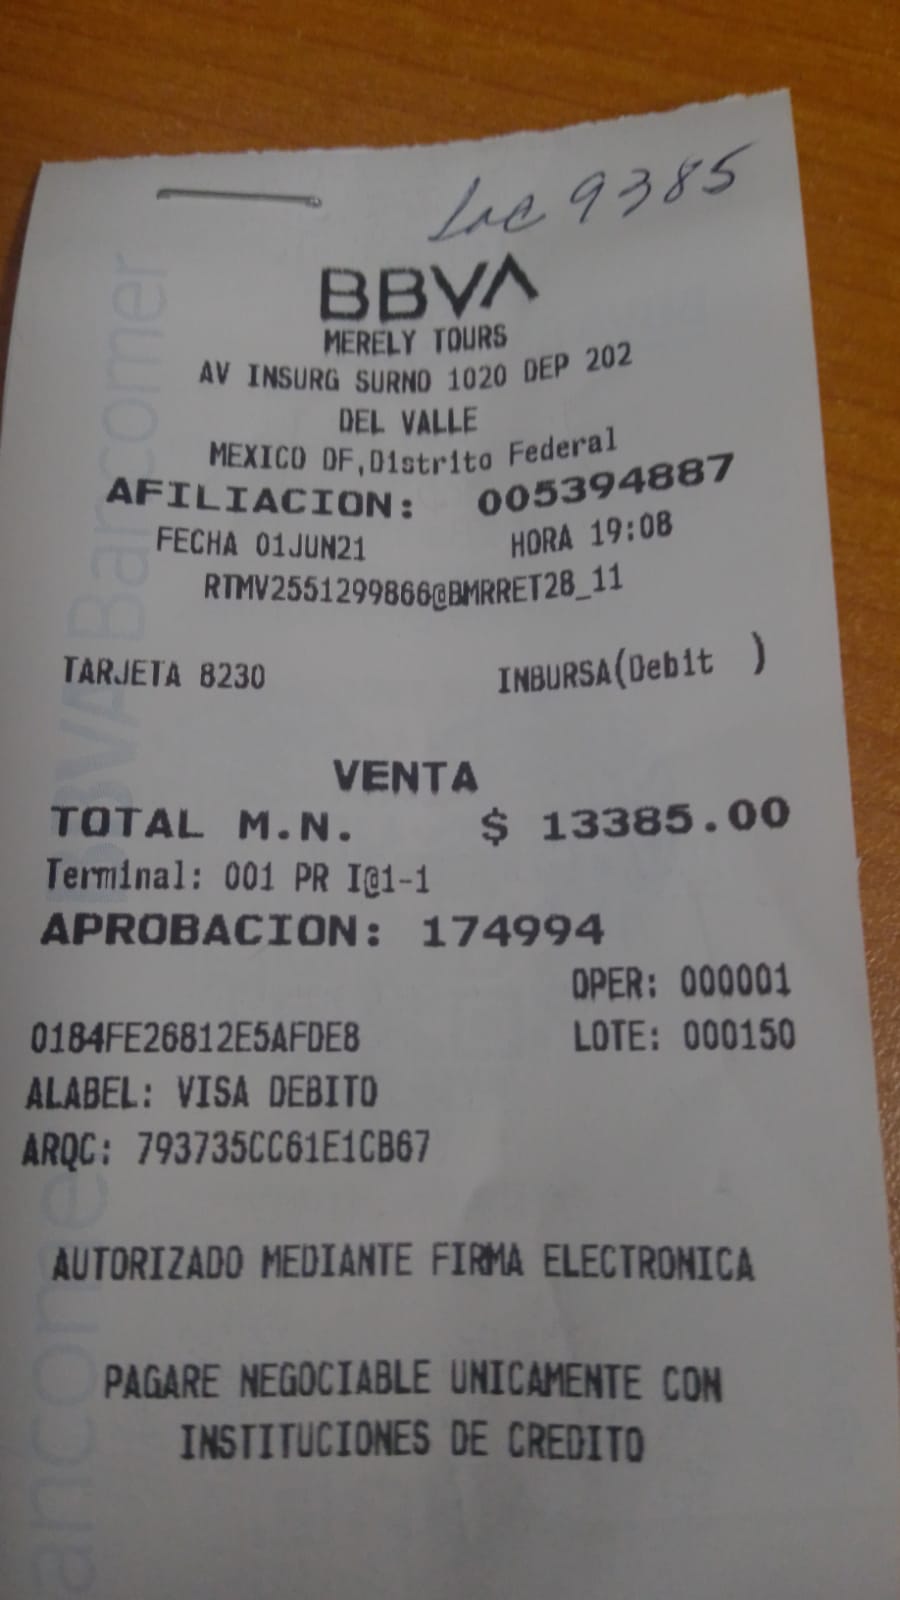 Loc 9385
BBVA
MERELY TOURS
AV INSURG SURNO 1020 DEP 202
DEL VALLE
MEXICO DF,Distrito Federal
AFILIACION: 005394887
FECHA 01JUN21 HORA 19:08
RTMV2551299866@BMRRET28_11
TARJETA 8230 INBURSA(Debit )
VENTA
TOTAL M.N. $ 13385.00
Terminal: 001 PR I@1-1
APROBACION: 174994
OPER: 000001
0184FE26812E5AFDE8 LOTE: 000150
ALABEL: VISA DEBITO
ARQC: 793735CC61E1CB67
AUTORIZADO MEDIANTE FIRMA ELECTRONICA
PAGARE NEGOCIABLE UNICAMENTE CON
INSTITUCIONES DE CREDITO
BBVA Bancomer
ancomer